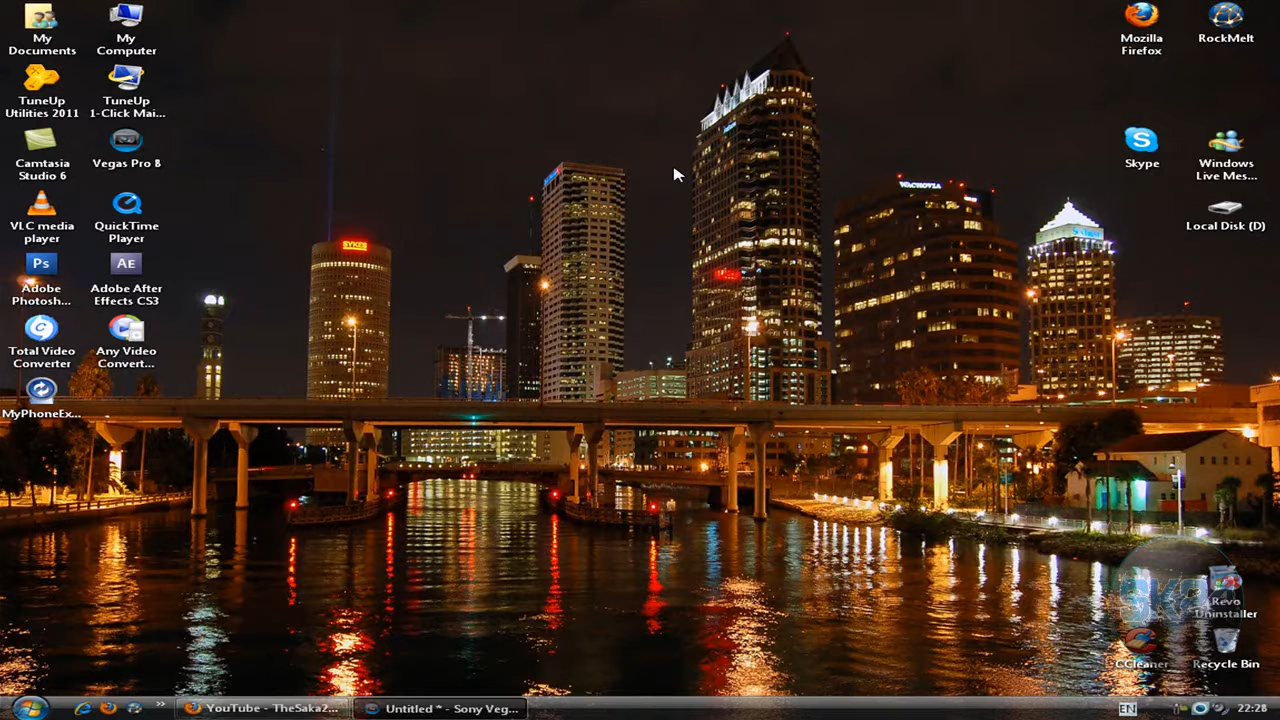 My
Documents
My
Computer
TuneUp
Utilities 2011
TuneUp
1-Click Mai...
Camtasia
Studio 6
Vegas Pro 8
VLC media
player
QuickTime
Player
Ps
Adobe
Photosh...
AE
Adobe After
Effects CS3
Total Video
Converter
Any Video
Convert...
MyPhoneEx...
Mozilla
Firefox
RockMelt
Skype
Windows
Live Mes...
Local Disk (D)
SYKES
WACHOVIA
Revo
Uninstaller
CCleaner
Recycle Bin
YouTube - TheSaka2...
Untitled * - Sony Veg...
EN
22:28